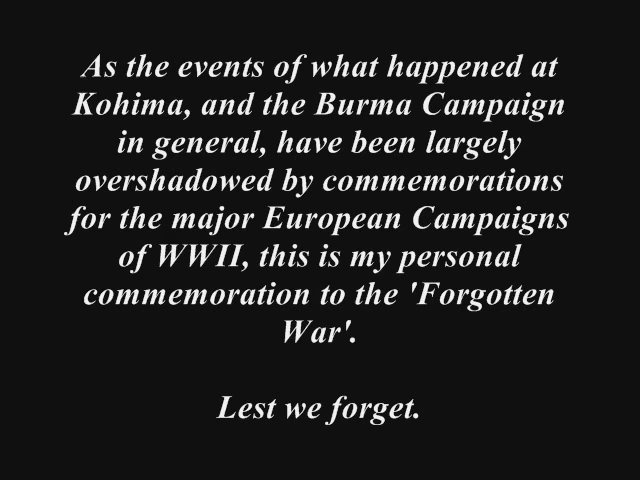 As the events of what happened at
Kohima, and the Burma Campaign
in general, have been largely
overshadowed by commemorations
for the major European Campaigns
of WWII, this is my personal
commemoration to the 'Forgotten
War'.
Lest we forget.